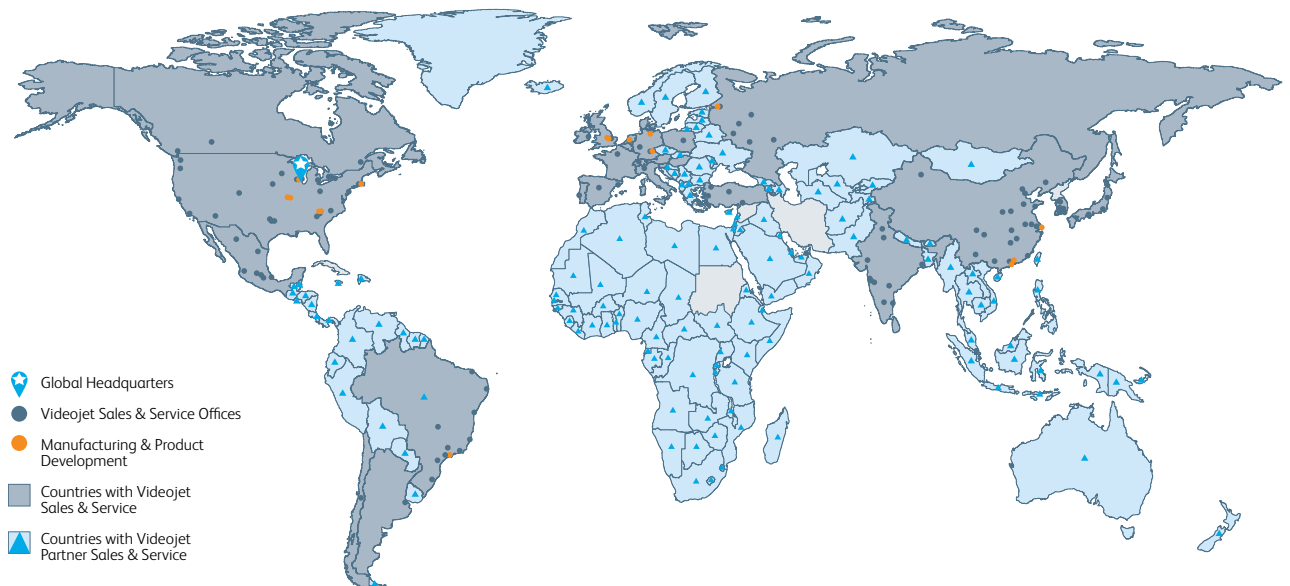 Global Headquarters
Videojet Sales & Service Offices
Manufacturing & Product
Development
Countries with Videojet
Sales & Service
Countries with Videojet
Partner Sales & Service